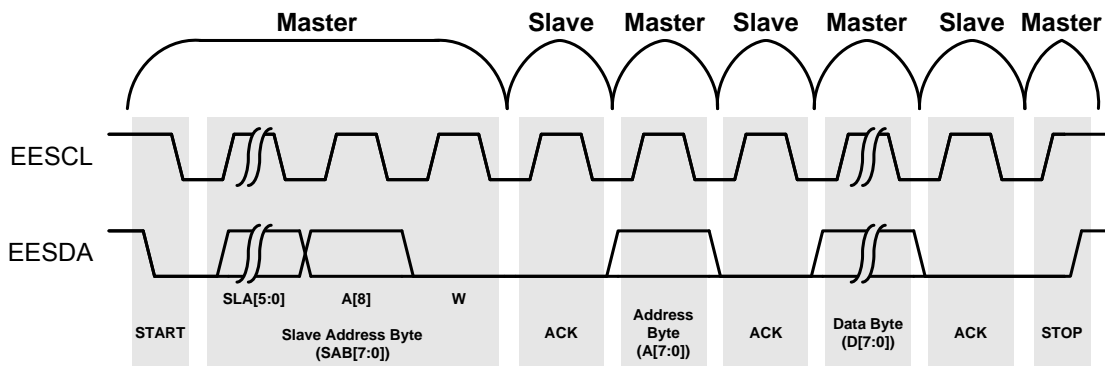 Master Slave Master Slave Master Slave Master
EESCL
EESDA
SLA[5:0] A[8] W
START
Slave Address Byte
(SAB[7:0])
ACK
Address
Byte
(A[7:0])
ACK
Data Byte
(D[7:0])
ACK
STOP